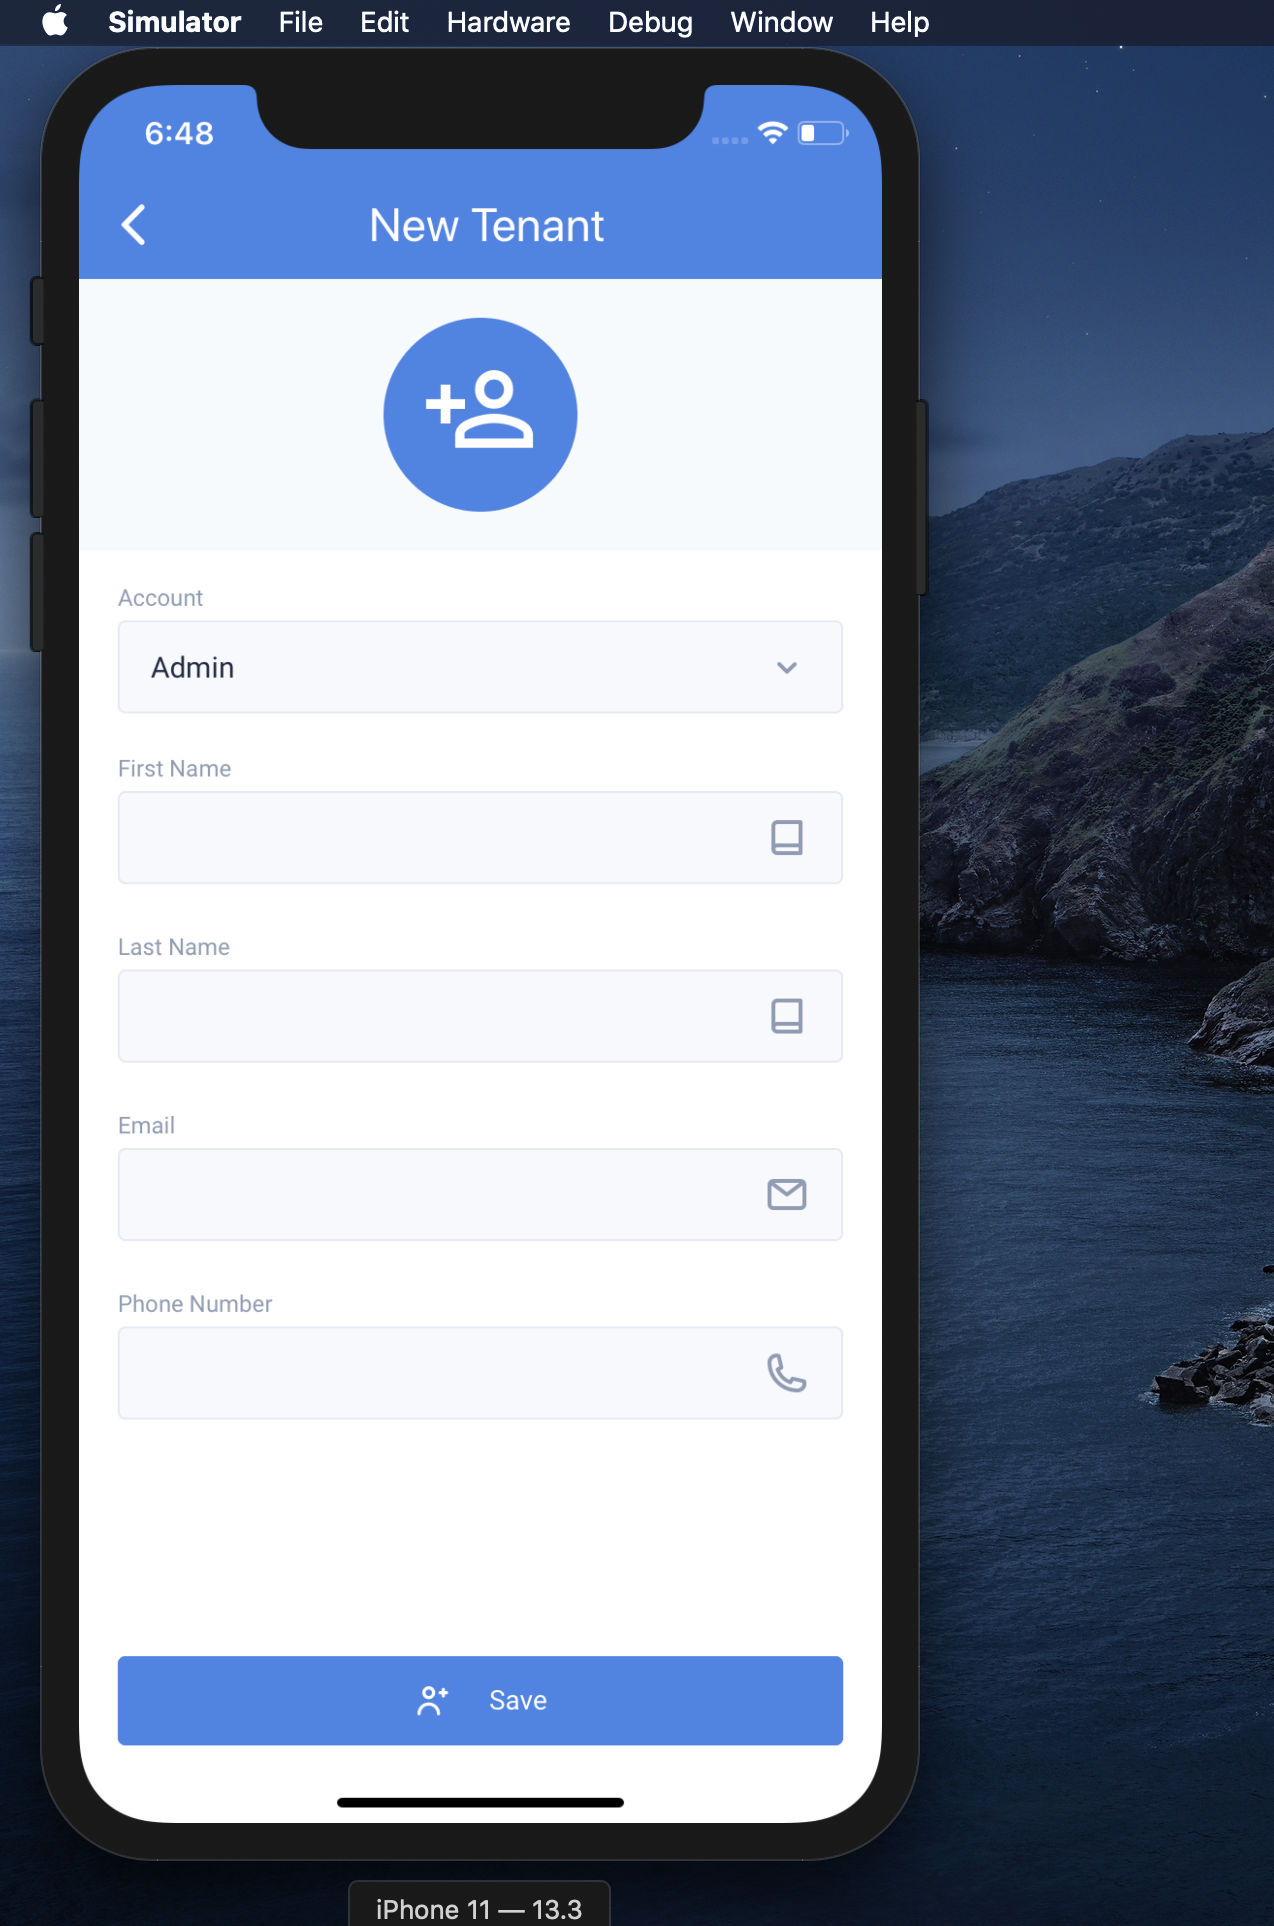 Simulator File Edit Hardware Debug Window Help
6:48
New Tenant
Account
Admin
First Name
Last Name
Email
Phone Number
Save
iPhone 11 — 13.3